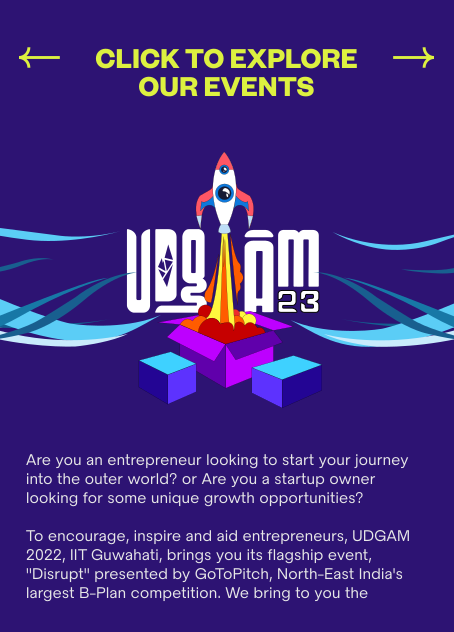 CLICK TO EXPLORE
OUR EVENTS
UDGAM
23
Are you an entrepreneur looking to start your journey
into the outer world? or Are you a startup owner
looking for some unique growth opportunities?
To encourage, inspire and aid entrepreneurs, UDGAM
2022, IIT Guwahati, brings you its flagship event,
"Disrupt" presented by GoToPitch, North-East India's
largest B-Plan competition. We bring to you the